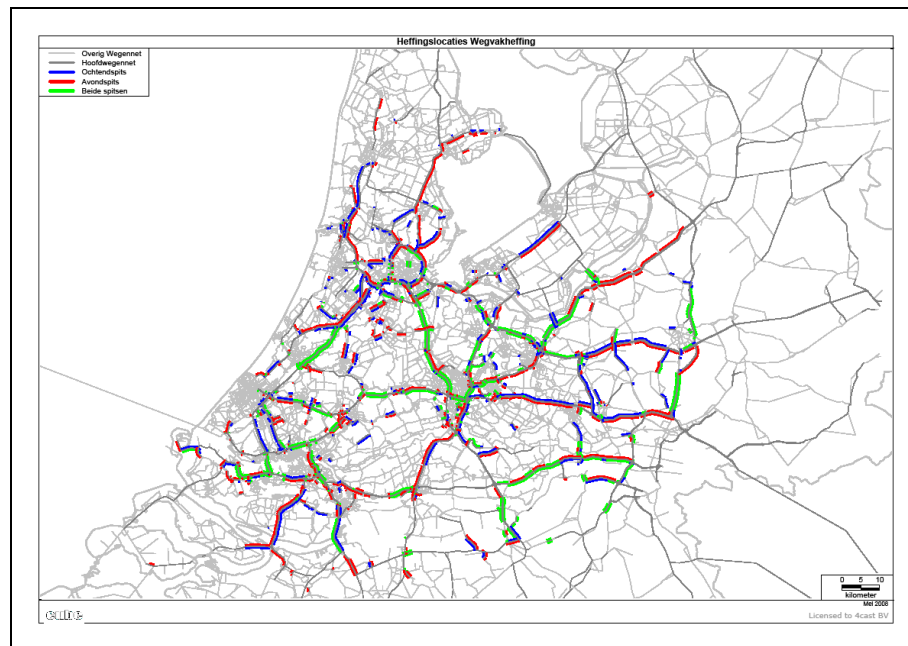 Heffingslocaties Wegvakheffing
Overig Wegennet
Hoofdwegennet
Ochtendspits
Avondspits
Beide spitsen
0 5 10
kilometer
Mei 2008
cube
Licensed to 4cast BV